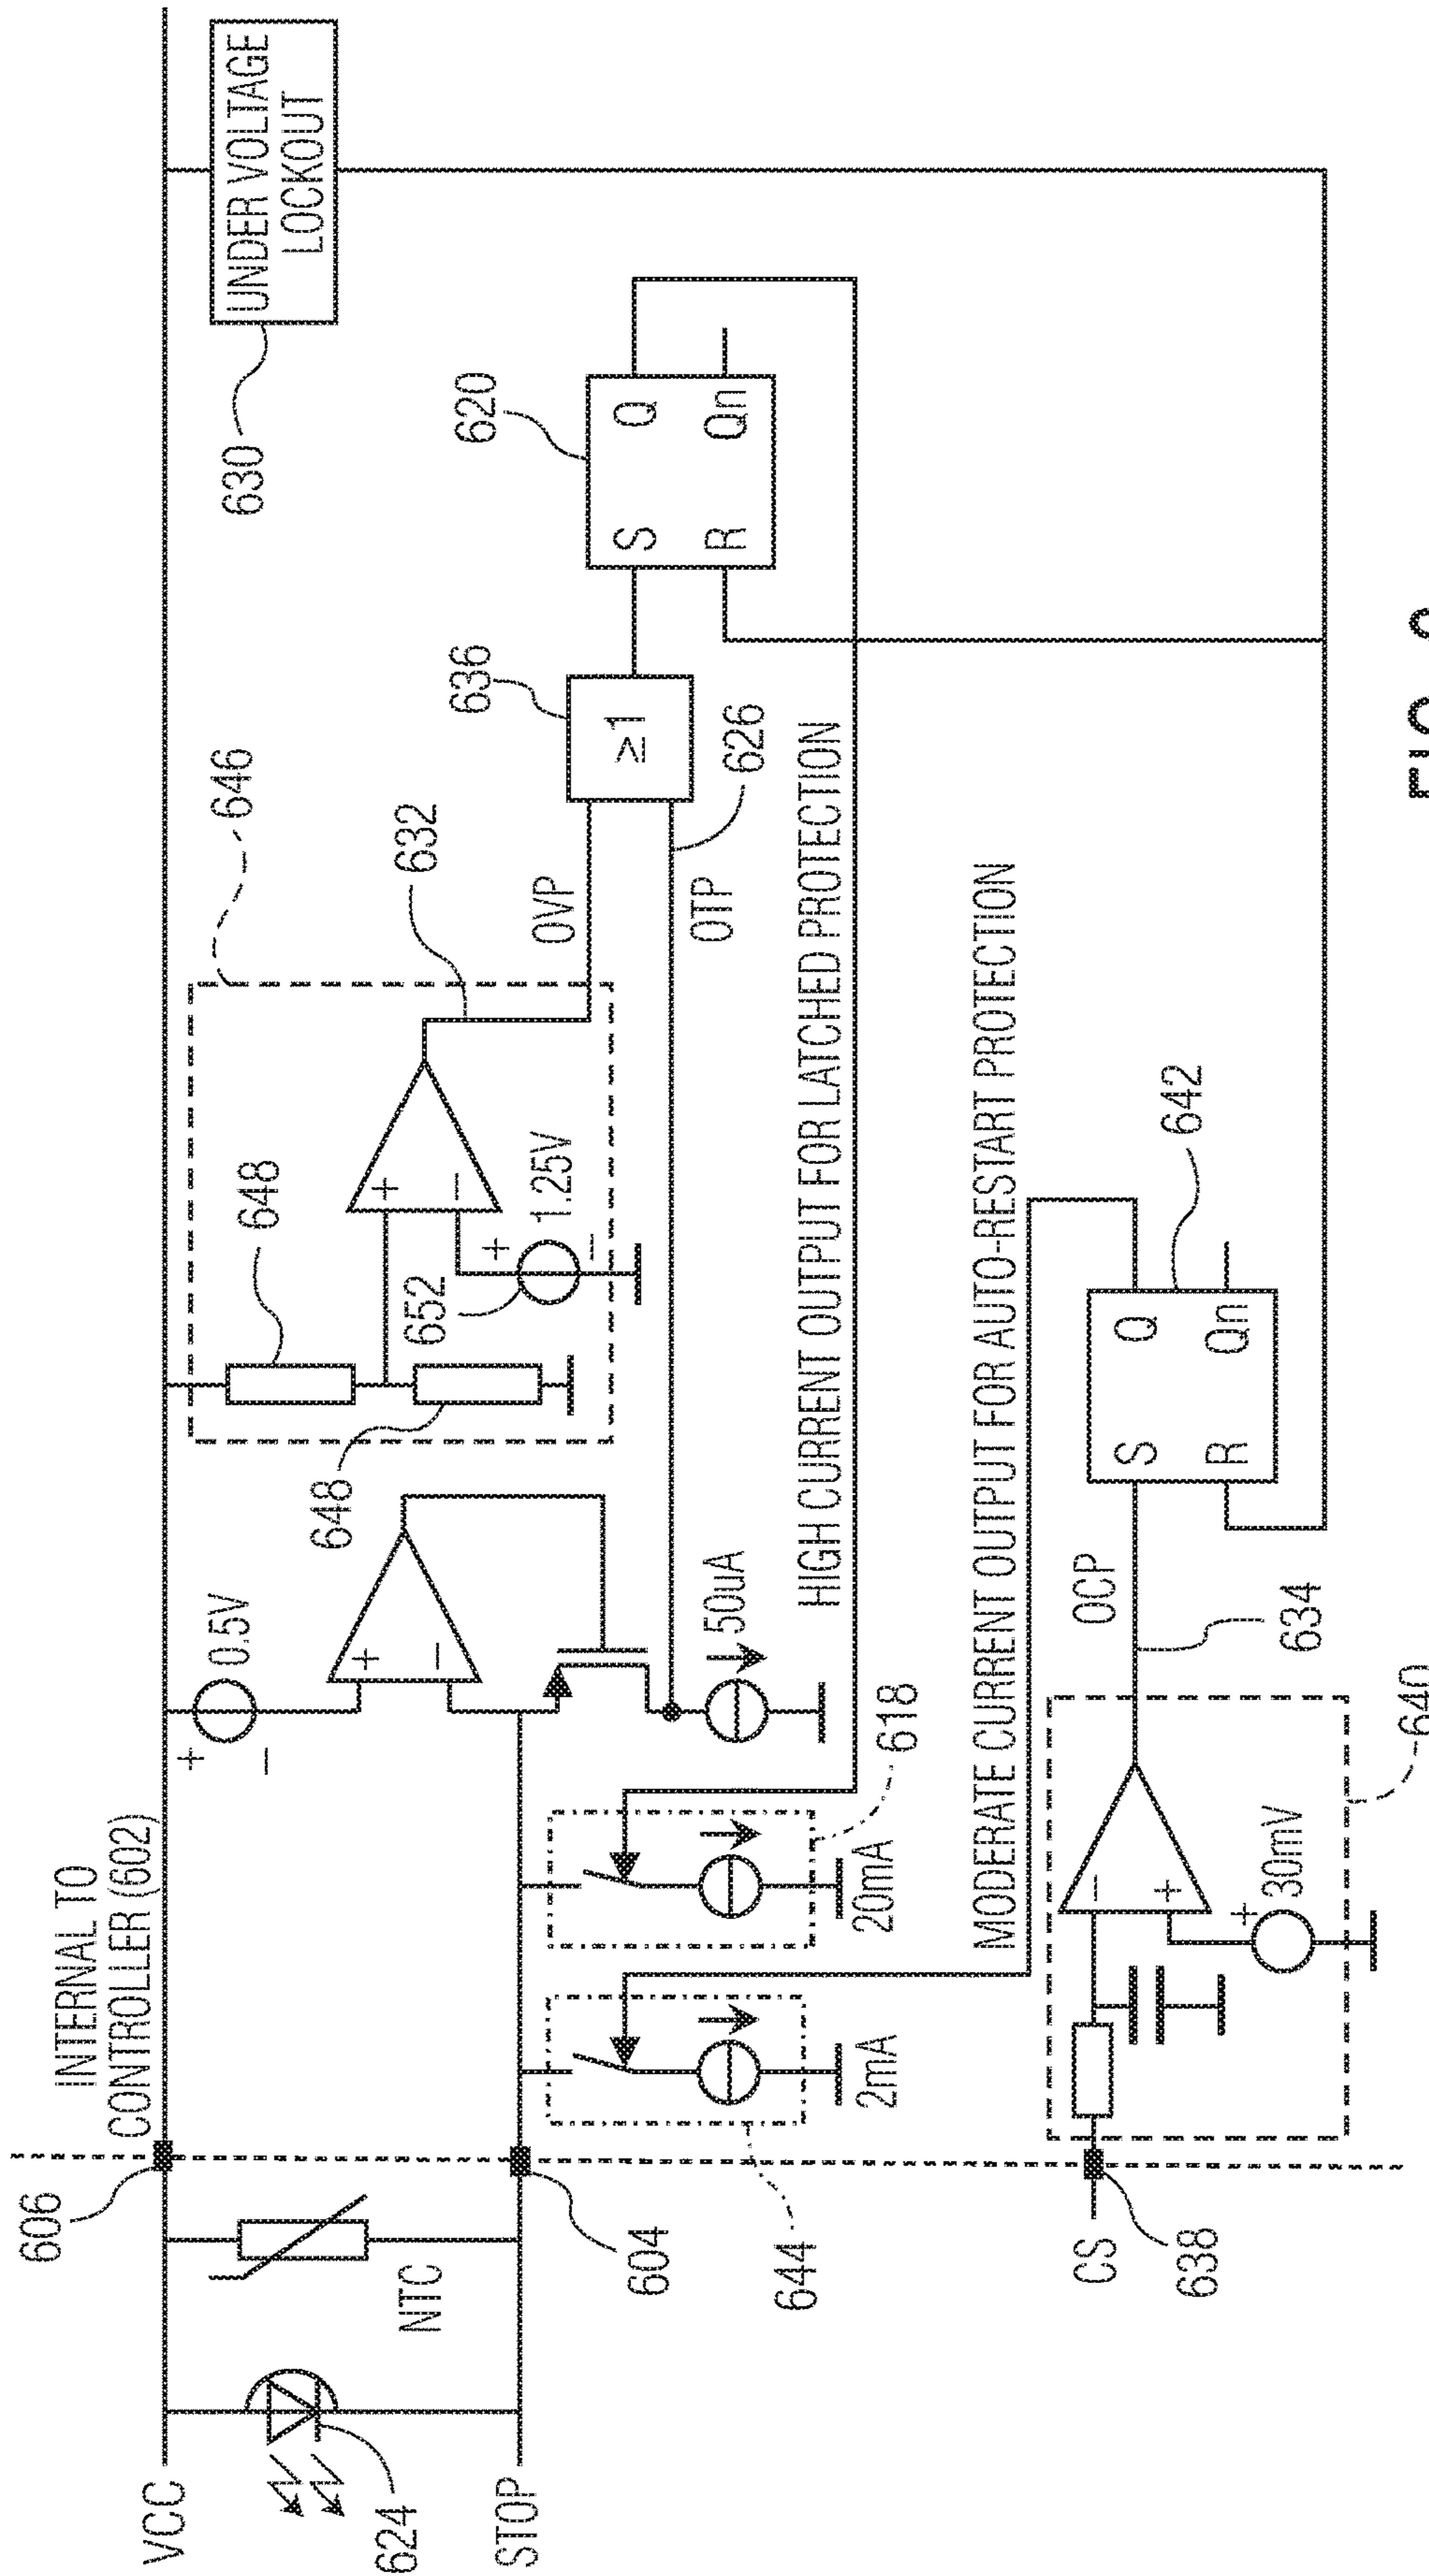 INTERNAL TO
CONTROLLER (602)
606
VCC
624
STOP
NTC
604
644
CS
638
+
−
0.5V
+
−
50uA
618
20mA
2mA
648
648
652
+
−
1.25V
+
−
646
632
OVP
OTP
626
636
≥1
620
S
Q
R
Qn
630
UNDER VOLTAGE
LOCKOUT
HIGH CURRENT OUTPUT FOR LATCHED PROTECTION
MODERATE CURRENT OUTPUT FOR AUTO-RESTART PROTECTION
−
+
+
30mV
640
OCP
634
S
Q
R
Qn
642